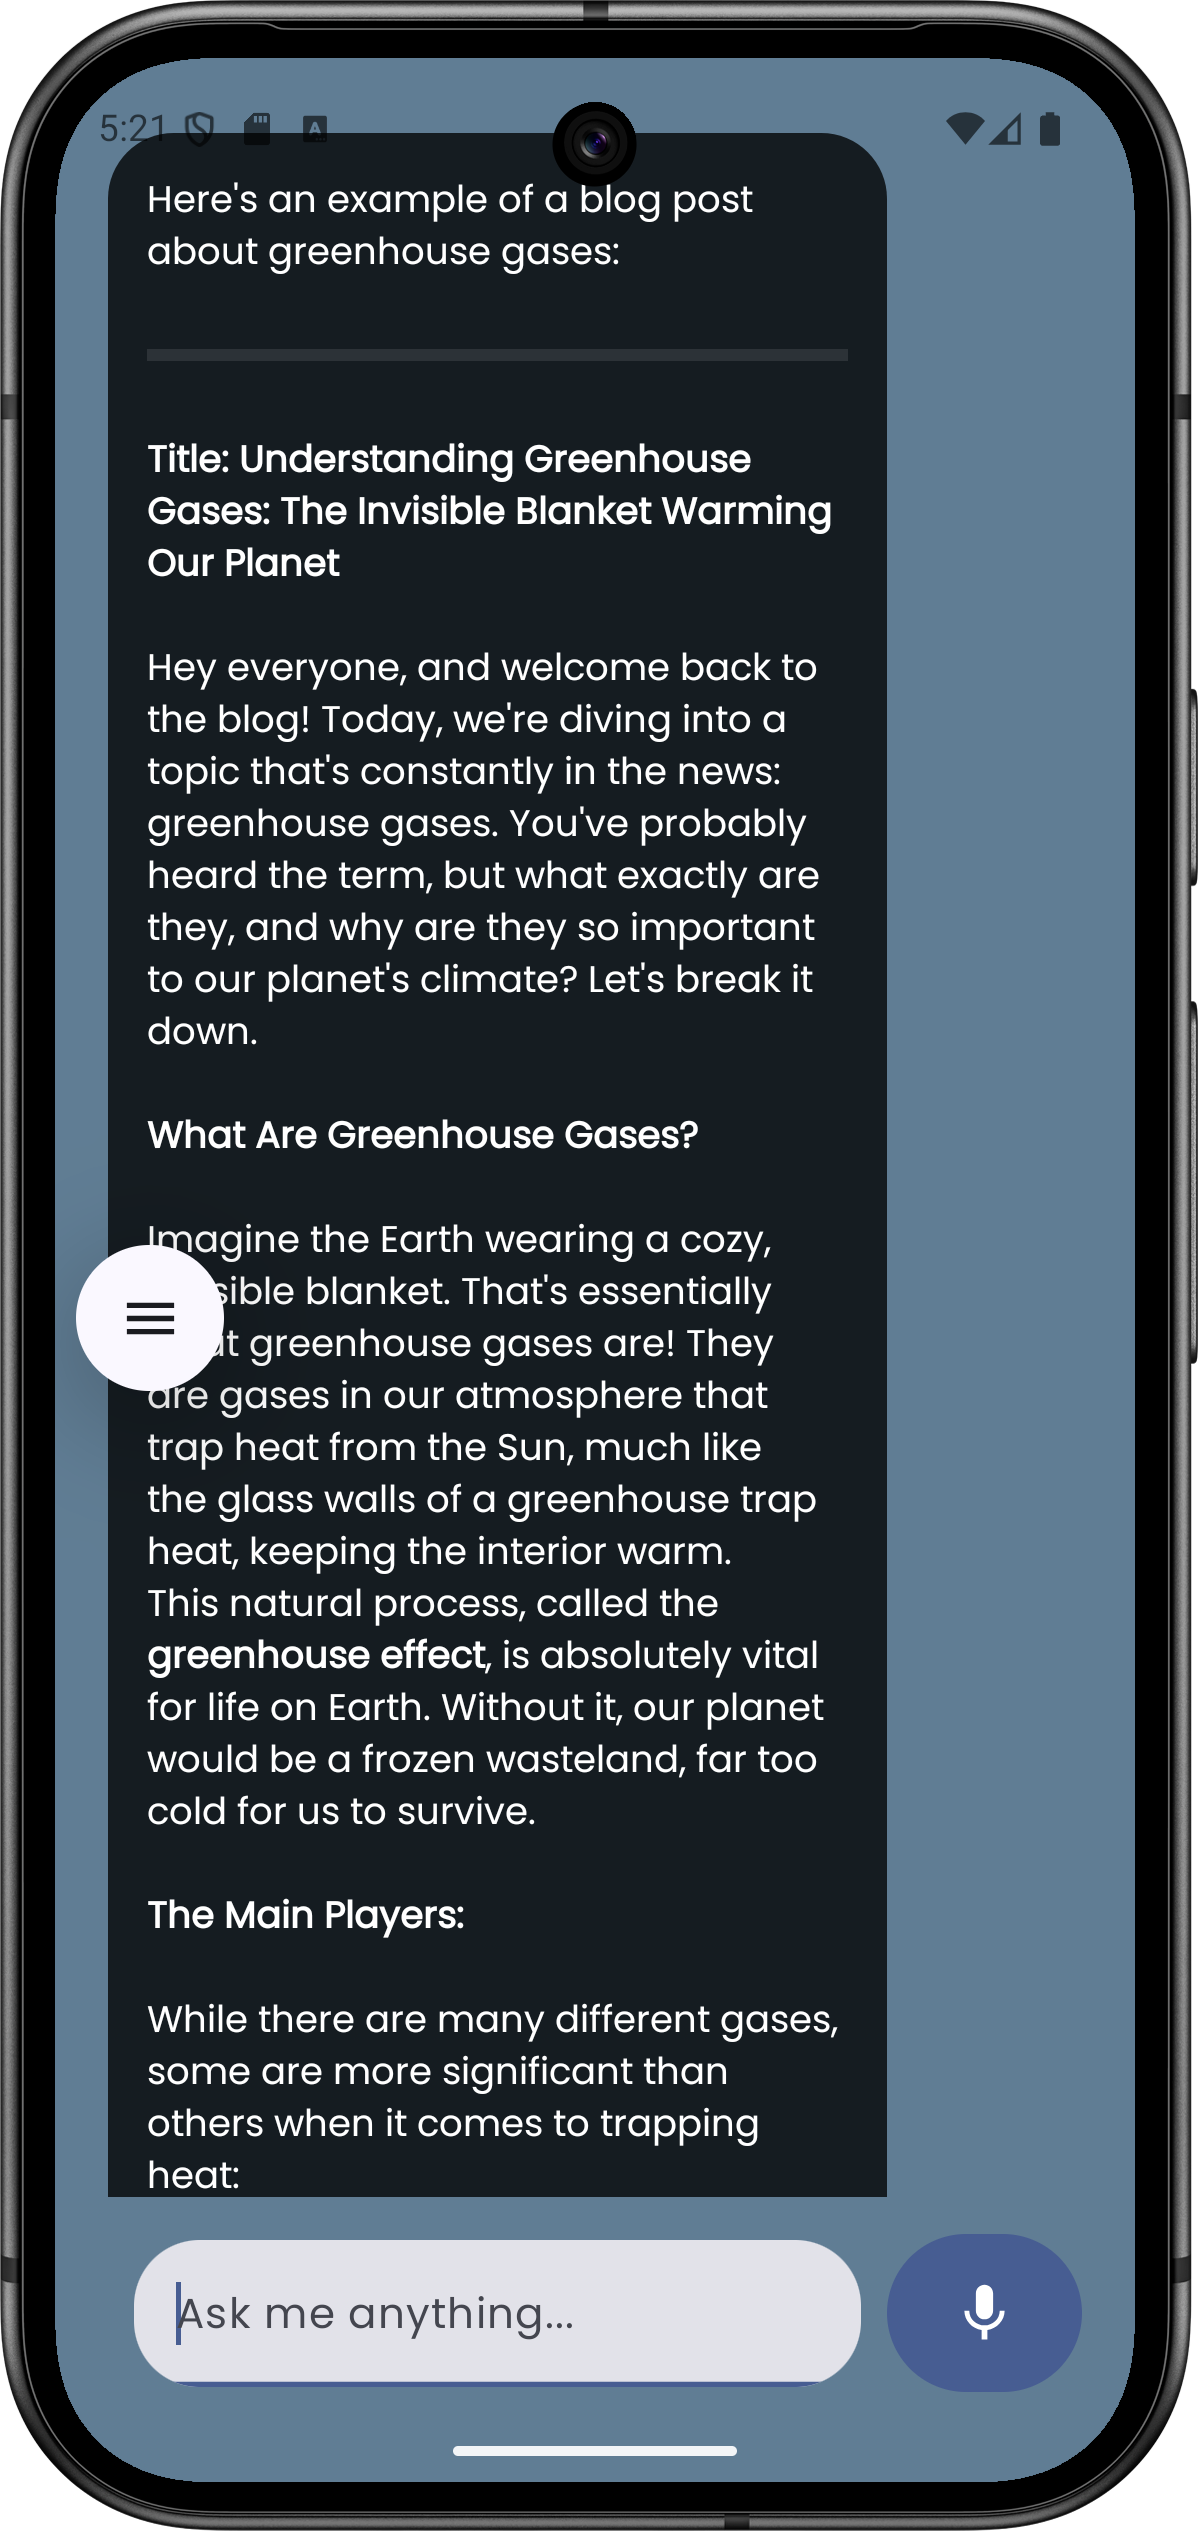 5:21
Here's an example of a blog post
about greenhouse gases:
Title: Understanding Greenhouse
Gases: The Invisible Blanket Warming
Our Planet
Hey everyone, and welcome back to
the blog! Today, we're diving into a
topic that's constantly in the news:
greenhouse gases. You've probably
heard the term, but what exactly are
they, and why are they so important
to our planet's climate? Let's break it
down.
What Are Greenhouse Gases?
Imagine the Earth wearing a cozy,
blanket. That's essentially
greenhouse gases are! They
are gases in our atmosphere that
trap heat from the Sun, much like
the glass walls of a greenhouse trap
heat, keeping the interior warm.
This natural process, called the
greenhouse effect, is absolutely vital
for life on Earth. Without it, our planet
would be a frozen wasteland, far too
cold for us to survive.
The Main Players:
While there are many different gases,
some are more significant than
others when it comes to trapping
heat:
Ask me anything...